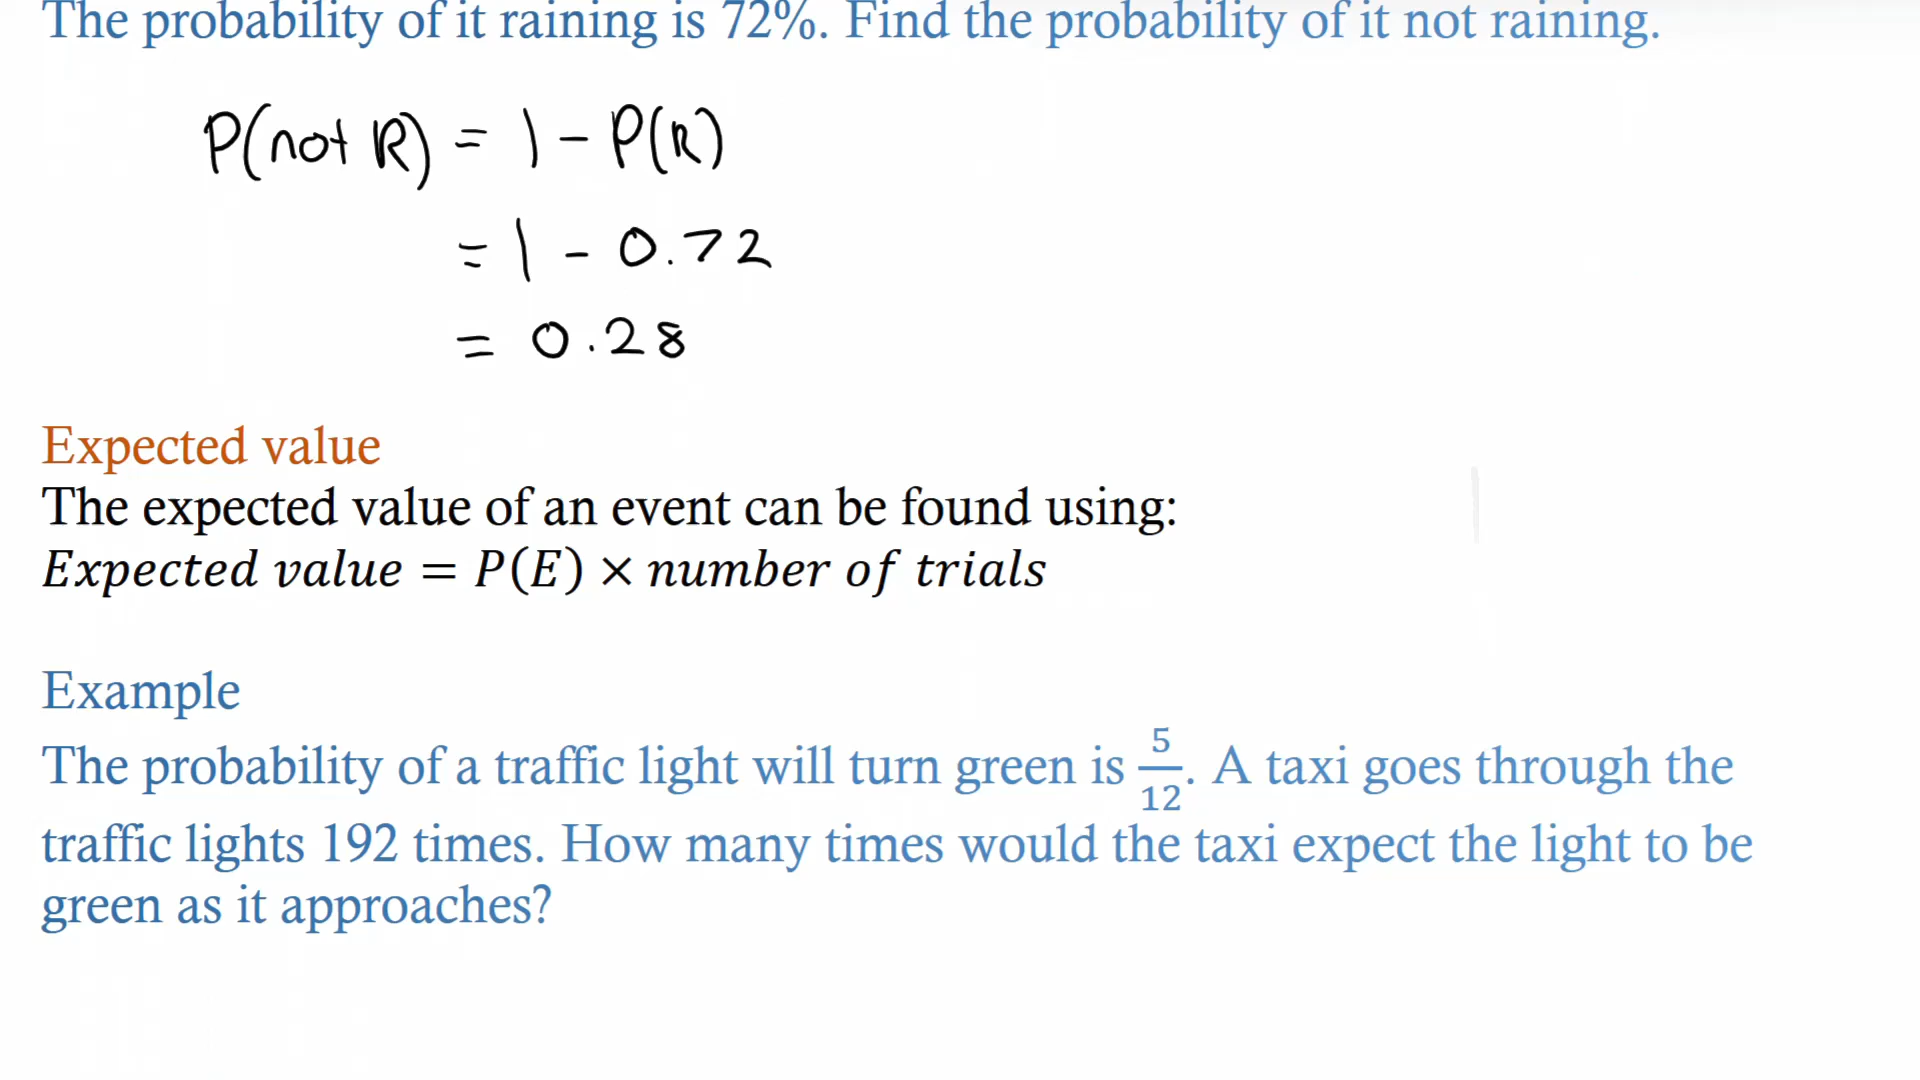 The probability of it raining is 72%. Find the probability of it not raining.
P(not R) = 1 - P(R)
= 1 - 0.72
= 0.28
Expected value
The expected value of an event can be found using:
Expected value = P(E) × number of trials
Example
The probability of a traffic light will turn green is 5/12. A taxi goes through the
traffic lights 192 times. How many times would the taxi expect the light to be
green as it approaches?